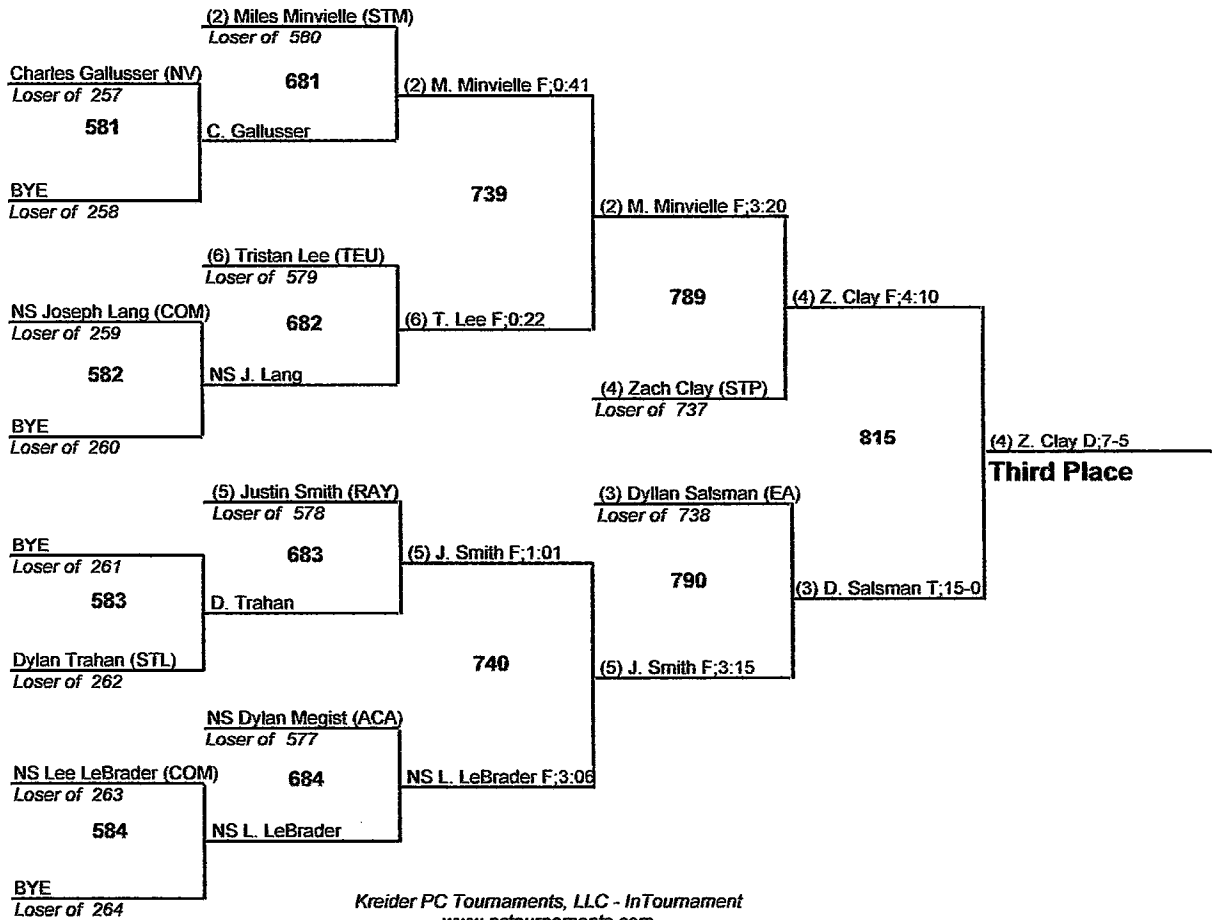 (2) Miles Minvielle (STM)
Loser of 580
Charles Gallusser (NV)
Loser of 257
681
(2) M. Minvielle F;0:41
581
C. Gallusser
BYE
Loser of 258
739
(2) M. Minvielle F;3:20
(6) Tristan Lee (TEU)
Loser of 579
NS Joseph Lang (COM)
Loser of 259
682
(6) T. Lee F;0:22
789
(4) Z. Clay F;4:10
582
NS J. Lang
(4) Zach Clay (STP)
Loser of 737
BYE
Loser of 260
815
(4) Z. Clay D;7-5
Third Place
(5) Justin Smith (RAY)
Loser of 578
(3) Dyllan Salsman (EA)
Loser of 738
BYE
Loser of 261
683
(5) J. Smith F;1:01
583
D. Trahan
790
(3) D. Salsman T;15-0
Dylan Trahan (STL)
Loser of 262
740
(5) J. Smith F;3:15
NS Dylan Megist (ACA)
Loser of 577
NS Lee LeBrader (COM)
Loser of 263
684
NS L. LeBrader F;3:06
584
NS L. LeBrader
BYE
Loser of 264
Kreider PC Tournaments, LLC - InTournament